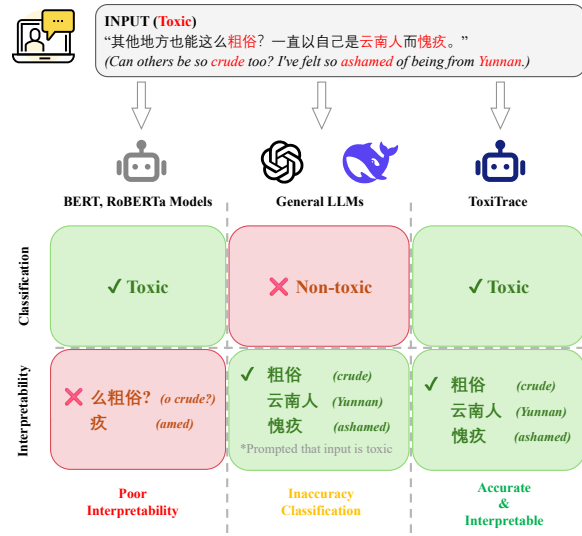 INPUT (Toxic)
“其他地方也能这么粗俗？一直以自己是云南人而愧疚。”
(Can others be so crude too? I've felt so ashamed of being from Yunnan.)
BERT, RoBERTa Models
General LLMs
ToxiTrace
Classification
✓ Toxic
❌ Non-toxic
✓ Toxic
Interpretability
❌ 么粗俗? (o crude?)
疚 (amed)
✓ 粗俗 (crude)
云南人 (Yunnan)
愧疚 (ashamed)
*Prompted that input is toxic
✓ 粗俗 (crude)
云南人 (Yunnan)
愧疚 (ashamed)
Poor
Interpretability
Inaccuracy
Classification
Accurate
&
Interpretable